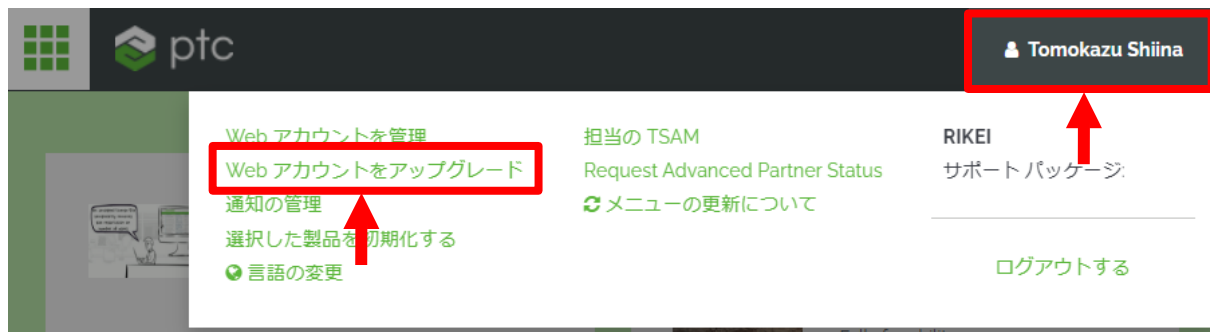 ptc
Tomokazu Shiina
Web アカウントを管理
Web アカウントをアップグレード
通知の管理
選択した製品を初期化する
言語の変更
担当の TSAM
Request Advanced Partner Status
メニューの更新について
RIKEI
サポート パッケージ:
ログアウトする